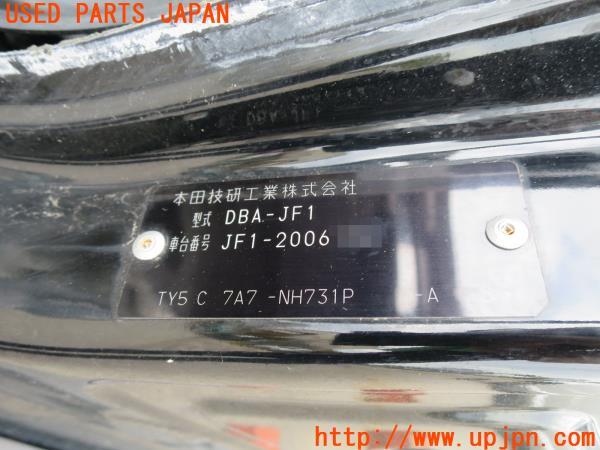 USED PARTS JAPAN
本田技研工業株式会社
型式 DBA-JF1
車台番号 JF1-2006
TY5 C 7A7 -NH731P -A
http://www.upjpn.com/